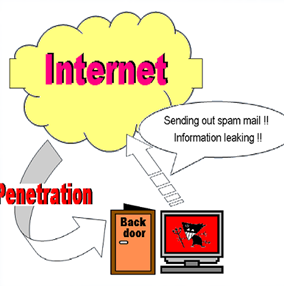 Internet
Sending out spam mail !!
Information leaking !!
Penetration
Back
door